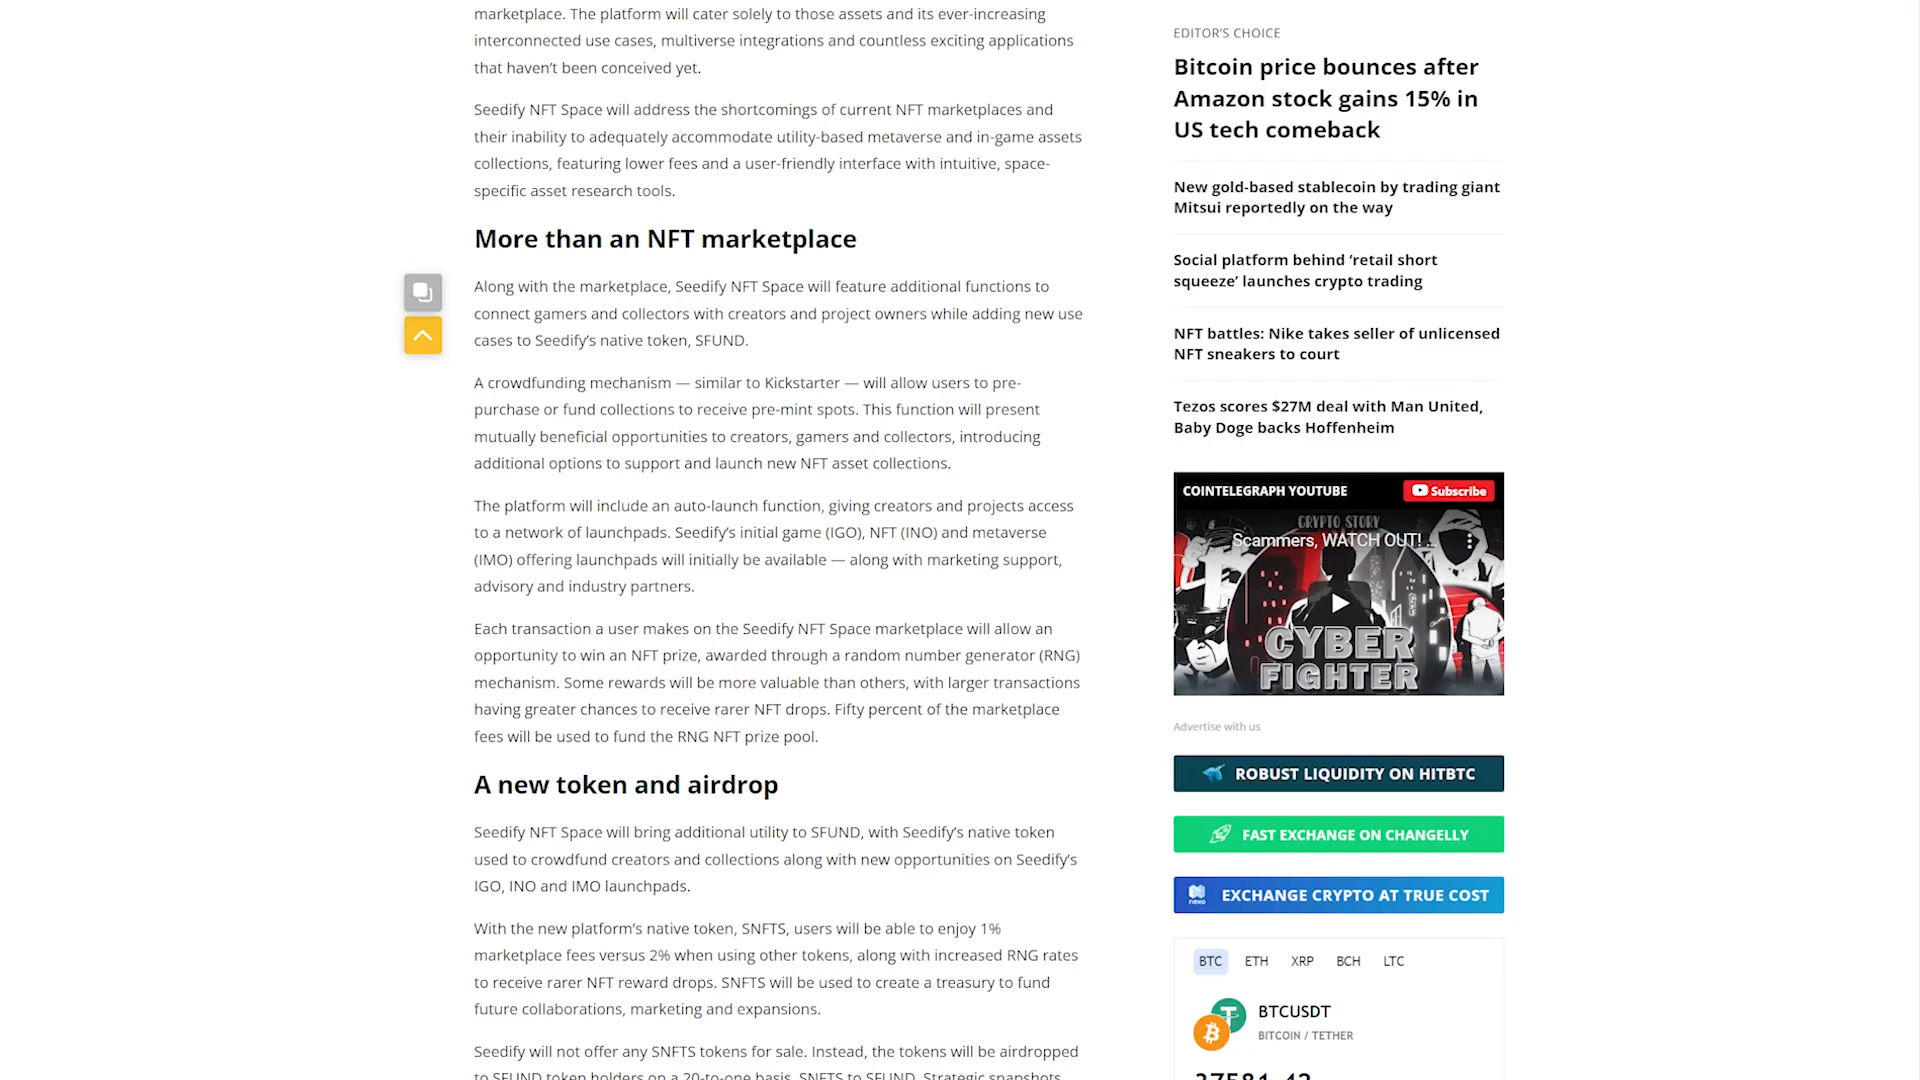 marketplace. The platform will cater solely to those assets and its ever-increasing
interconnected use cases, multiverse integrations and countless exciting applications
that haven’t been conceived yet.
Seedify NFT Space will address the shortcomings of current NFT marketplaces and
their inability to adequately accommodate utility-based metaverse and in-game assets
collections, featuring lower fees and a user-friendly interface with intuitive, space-
specific asset research tools.
More than an NFT marketplace
Along with the marketplace, Seedify NFT Space will feature additional functions to
connect gamers and collectors with creators and project owners while adding new use
cases to Seedify’s native token, SFUND.
A crowdfunding mechanism — similar to Kickstarter — will allow users to pre-
purchase or fund collections to receive pre-mint spots. This function will present
mutually beneficial opportunities to creators, gamers and collectors, introducing
additional options to support and launch new NFT asset collections.
The platform will include an auto-launch function, giving creators and projects access
to a network of launchpads. Seedify’s initial game (IGO), NFT (INO) and metaverse
(IMO) offering launchpads will initially be available — along with marketing support,
advisory and industry partners.
Each transaction a user makes on the Seedify NFT Space marketplace will allow an
opportunity to win an NFT prize, awarded through a random number generator (RNG)
mechanism. Some rewards will be more valuable than others, with larger transactions
having greater chances to receive rarer NFT drops. Fifty percent of the marketplace
fees will be used to fund the RNG NFT prize pool.
A new token and airdrop
Seedify NFT Space will bring additional utility to SFUND, with Seedify’s native token
used to crowdfund creators and collections along with new opportunities on Seedify’s
IGO, INO and IMO launchpads.
With the new platform’s native token, SNFTS, users will be able to enjoy 1%
marketplace fees versus 2% when using other tokens, along with increased RNG rates
to receive rarer NFT reward drops. SNFTS will be used to create a treasury to fund
future collaborations, marketing and expansions.
Seedify will not offer any SNFTS tokens for sale. Instead, the tokens will be airdropped
to SFUND token holders on a 20-to-one basis, SNFTS to SFUND. Strategic snapshots
EDITOR’S CHOICE
Bitcoin price bounces after
Amazon stock gains 15% in
US tech comeback
New gold-based stablecoin by trading giant
Mitsui reportedly on the way
Social platform behind ‘retail short
squeeze’ launches crypto trading
NFT battles: Nike takes seller of unlicensed
NFT sneakers to court
Tezos scores $27M deal with Man United,
Baby Doge backs Hoffenheim
COINTELEGRAPH YOUTUBE
Subscribe
CRYPTO STORY
Scammers, WATCH OUT! ...
CYBER
FIGHTER
Advertise with us
ROBUST LIQUIDITY ON HITBTC
FAST EXCHANGE ON CHANGELLY
nexo
EXCHANGE CRYPTO AT TRUE COST
BTC ETH XRP BCH LTC
BTCUSDT
BITCOIN / TETHER
37581.42